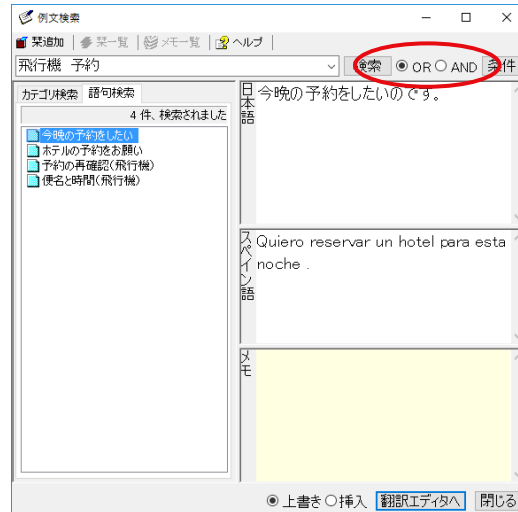 例文検索
栞追加 栞一覧 メモ一覧 ヘルプ
飛行機 予約 検索 OR AND 条件
カテゴリ検索 語句検索
4 件、検索されました
今晩の予約をしたい
ホテルの予約をお願い
予約の再確認(飛行機)
便名と時間(飛行機)
日本語
今晩の予約をしたいのです。
スペイン語
Quiero reservar un hotel para esta
noche .
メモ
上書き 挿入 翻訳エディタへ 閉じる